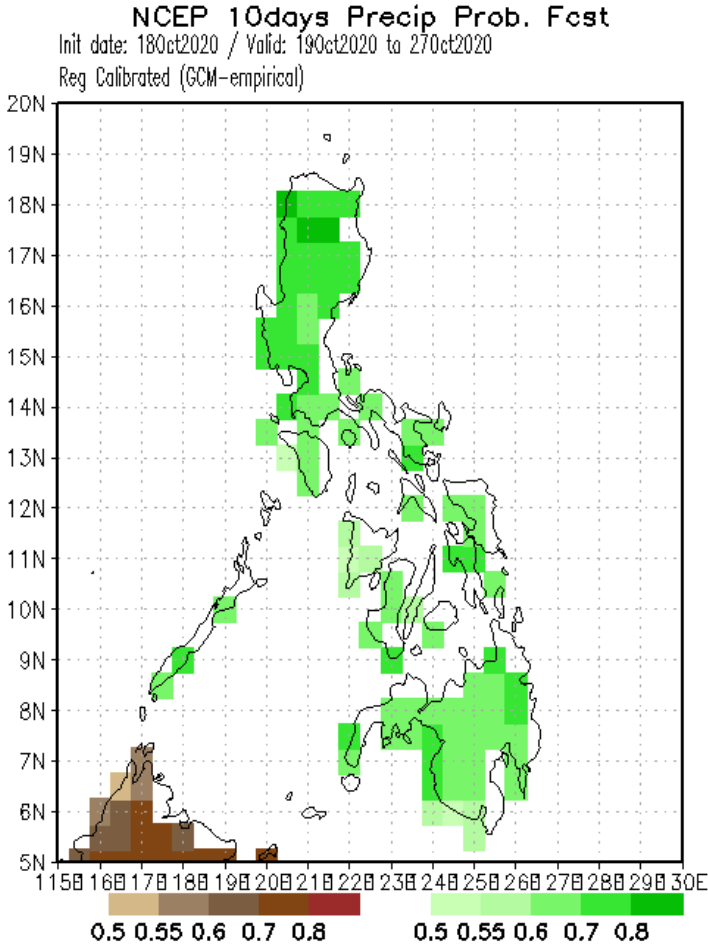 NCEP 10days Precip Prob. Fcst
Init date: 18Oct2020 / Valid: 19Oct2020 to 27Oct2020
Reg Calibrated (GCM-empirical)
20N
19N
18N
17N
16N
15N
14N
13N
12N
11N
10N
9N
8N
7N
6N
5N
115E 116E 117E 118E 119E 120E 121E 122E 123E 124E 125E 126E 127E 128E 129E 130E
0.5 0.55 0.6 0.7 0.8 0.5 0.55 0.6 0.7 0.8